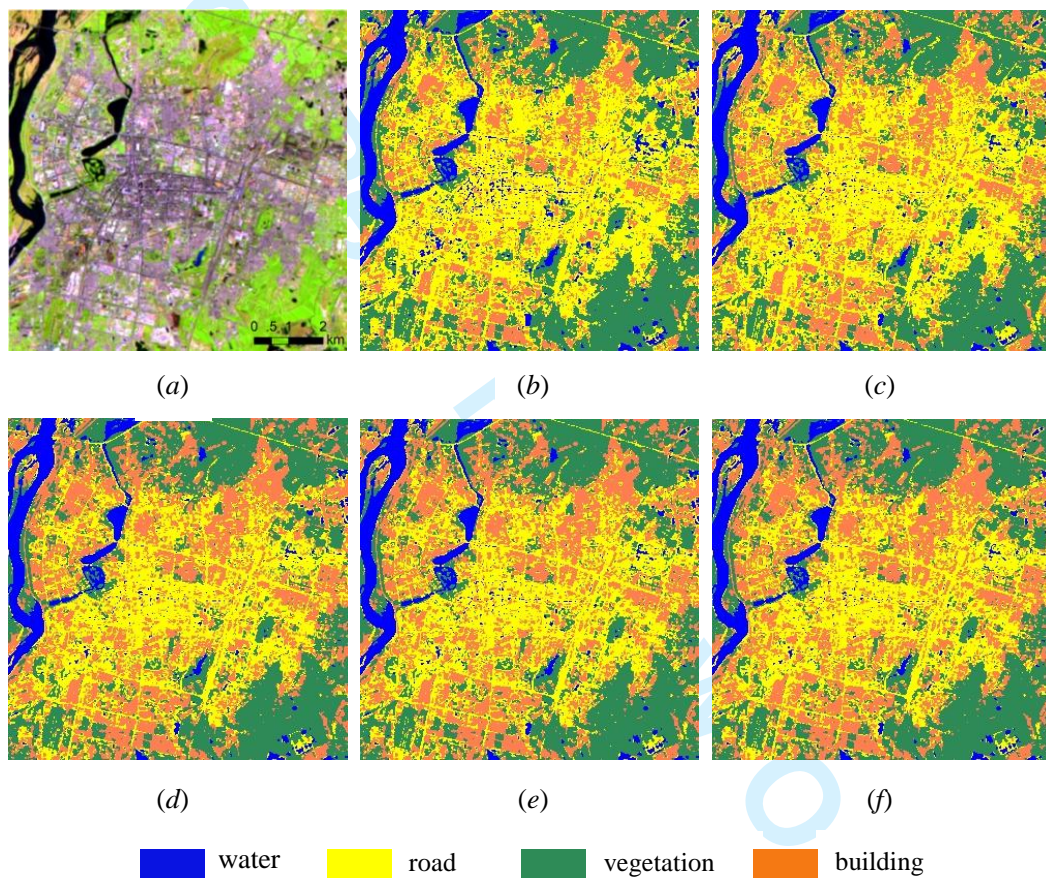 0 .5 1 2
km
(a) (b) (c)
(d) (e) (f)
water road vegetation building